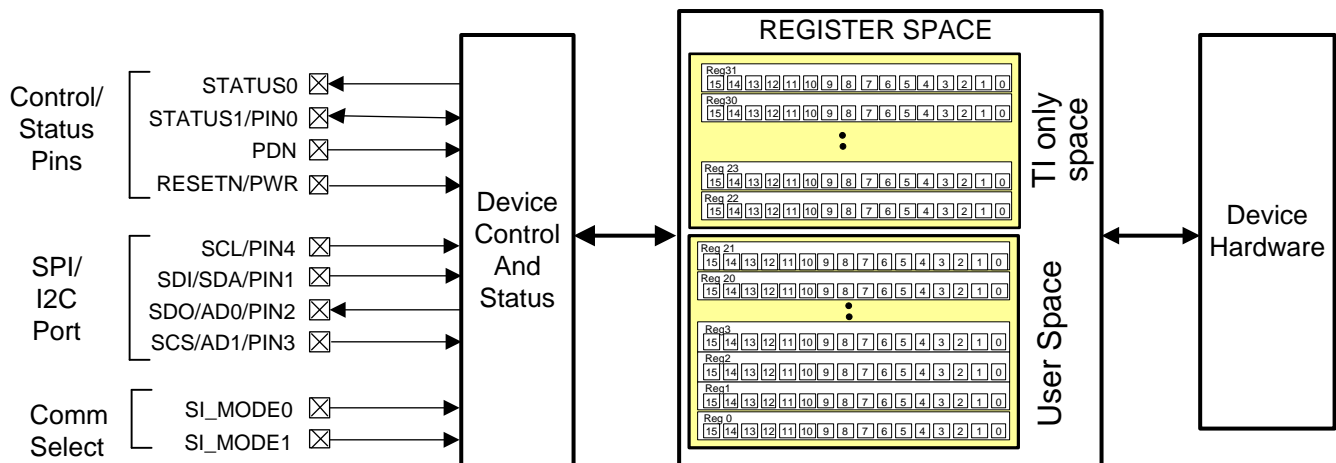 REGISTER SPACE
Control/
Status
Pins
STATUS0
STATUS1/PIN0
PDN
RESETN/PWR
SPI/
I2C
Port
SCL/PIN4
SDI/SDA/PIN1
SDO/AD0/PIN2
SCS/AD1/PIN3
Comm
Select
SI_MODE0
SI_MODE1
Device
Control
And
Status
Reg31
15 14 13 12 11 10 9 8 7 6 5 4 3 2 1 0
Reg30
15 14 13 12 11 10 9 8 7 6 5 4 3 2 1 0
Reg 23
15 14 13 12 11 10 9 8 7 6 5 4 3 2 1 0
Reg 22
15 14 13 12 11 10 9 8 7 6 5 4 3 2 1 0
TI only
space
Reg 21
15 14 13 12 11 10 9 8 7 6 5 4 3 2 1 0
Reg 20
15 14 13 12 11 10 9 8 7 6 5 4 3 2 1 0
Reg3
15 14 13 12 11 10 9 8 7 6 5 4 3 2 1 0
Reg2
15 14 13 12 11 10 9 8 7 6 5 4 3 2 1 0
Reg1
15 14 13 12 11 10 9 8 7 6 5 4 3 2 1 0
Reg 0
15 14 13 12 11 10 9 8 7 6 5 4 3 2 1 0
User Space
Device
Hardware